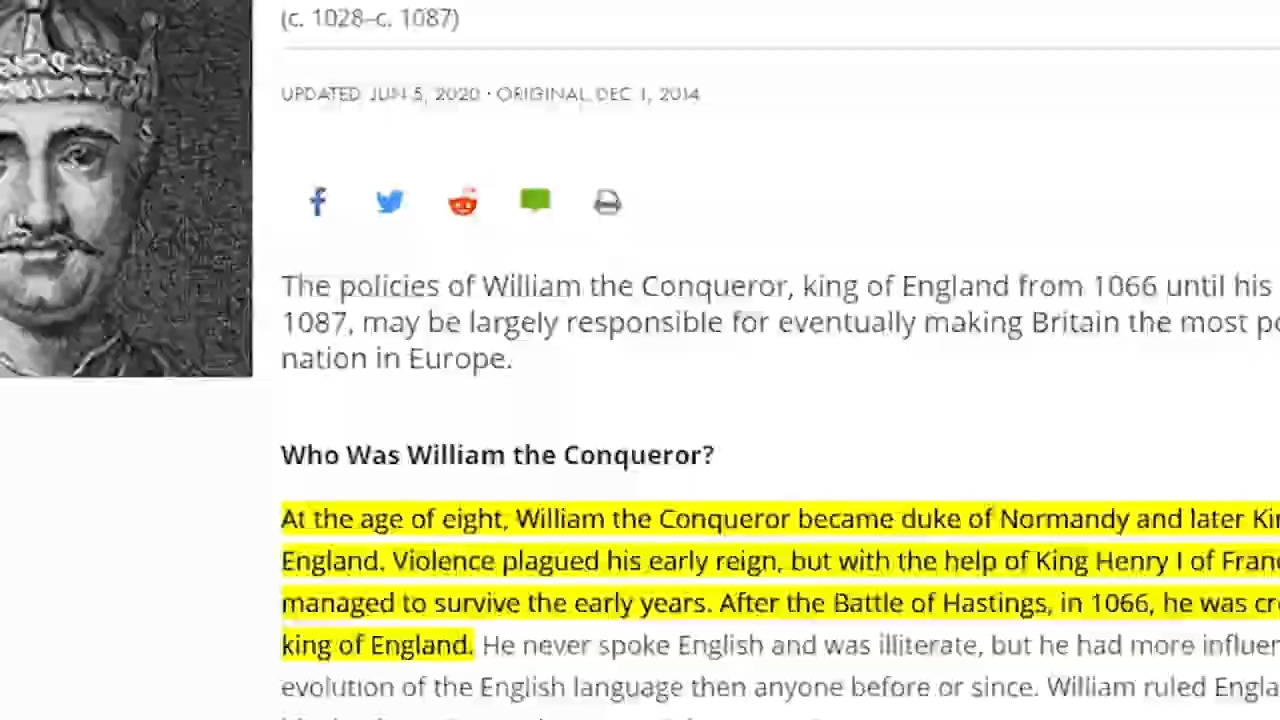 (c. 1028–c. 1087)
UPDATED JUN 5, 2020 · ORIGINAL DEC 1, 2014
The policies of William the Conqueror, king of England from 1066 until his
1087, may be largely responsible for eventually making Britain the most
nation in Europe.
Who Was William the Conqueror?
At the age of eight, William the Conqueror became duke of Normandy and later
England. Violence plagued his early reign, but with the help of King Henry I of
managed to survive the early years. After the Battle of Hastings, in 1066, he was
king of England. He never spoke English and was illiterate, but he had more
evolution of the English language then anyone before or since. William ruled